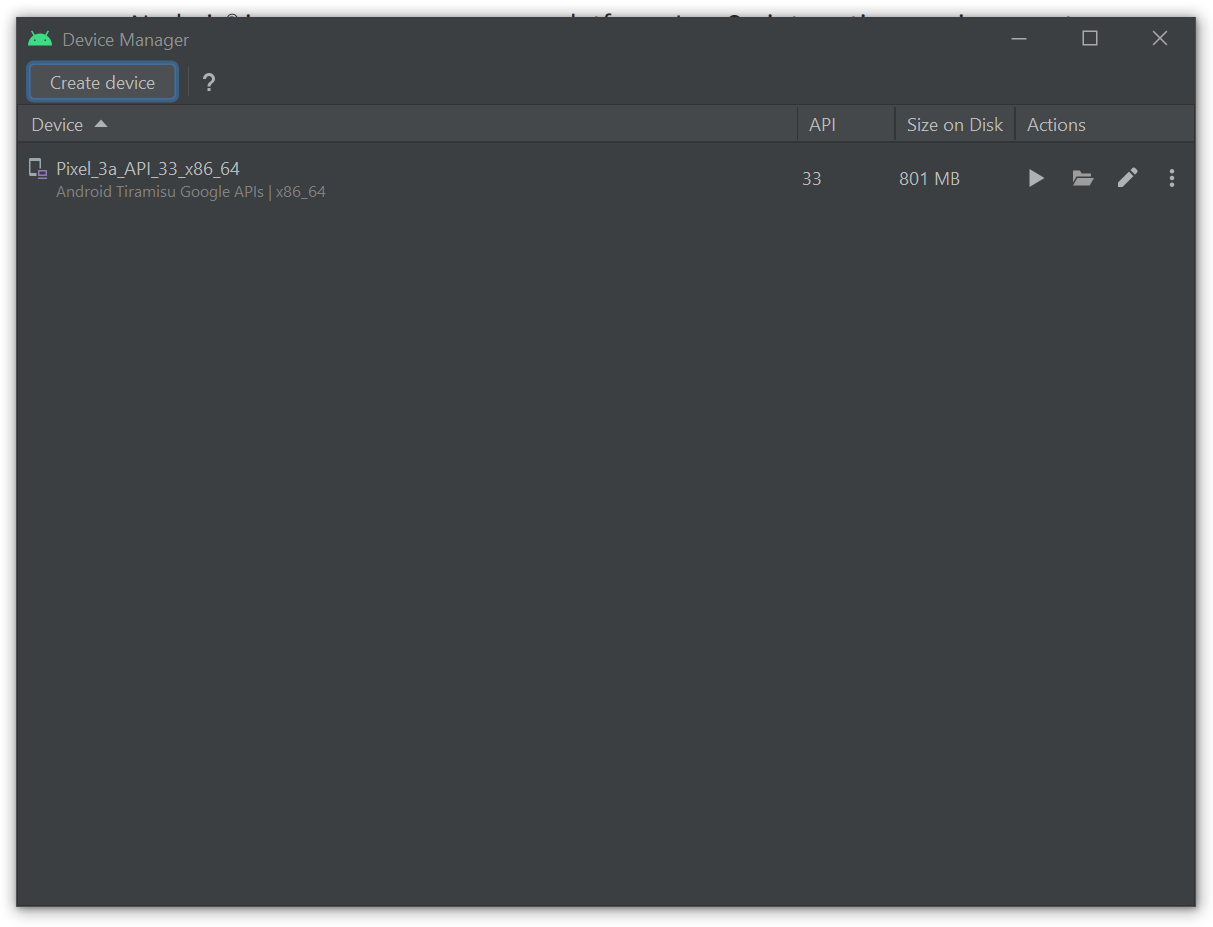 Device Manager
Create device ?
Device API Size on Disk Actions
Pixel_3a_API_33_x86_64 33 801 MB
Android Tiramisu Google APIs | x86_64